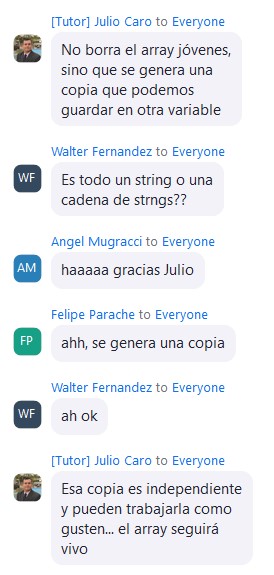 [Tutor] Julio Caro to Everyone
No borra el array jóvenes,
sino que se genera una
copia que podemos
guardar en otra variable
Walter Fernandez to Everyone
WF
Es todo un string o una
cadena de strngs??
Angel Mugracci to Everyone
AM
haaaaa gracias Julio
Felipe Parache to Everyone
FP
ahh, se genera una copia
Walter Fernandez to Everyone
WF
ah ok
[Tutor] Julio Caro to Everyone
Esa copia es independiente
y pueden trabajarla como
gusten... el array seguirá
vivo